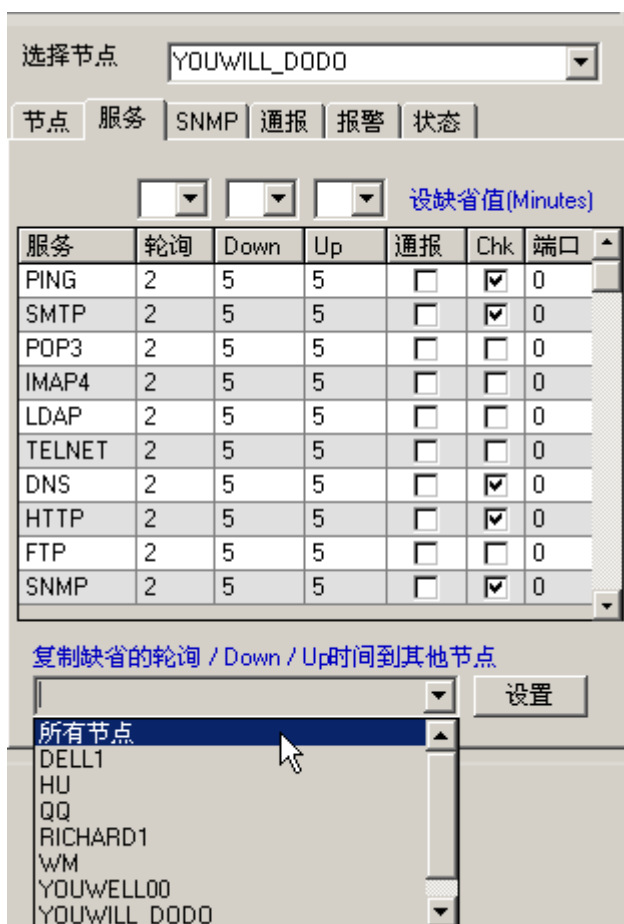 选择节点 YOUWILL_DODO
节点 服务 SNMP 通报 报警 状态
设缺省值(Minutes)
服务 轮询 Down Up 通报 Chk 端口
PING 2 5 5 0
SMTP 2 5 5 0
POP3 2 5 5 0
IMAP4 2 5 5 0
LDAP 2 5 5 0
TELNET 2 5 5 0
DNS 2 5 5 0
HTTP 2 5 5 0
FTP 2 5 5 0
SNMP 2 5 5 0
复制缺省的轮询 / Down / Up时间到其他节点
设置
所有节点
DELL1
HU
QQ
RICHARD1
WM
YOUWELL00
YOUWILL_DODO